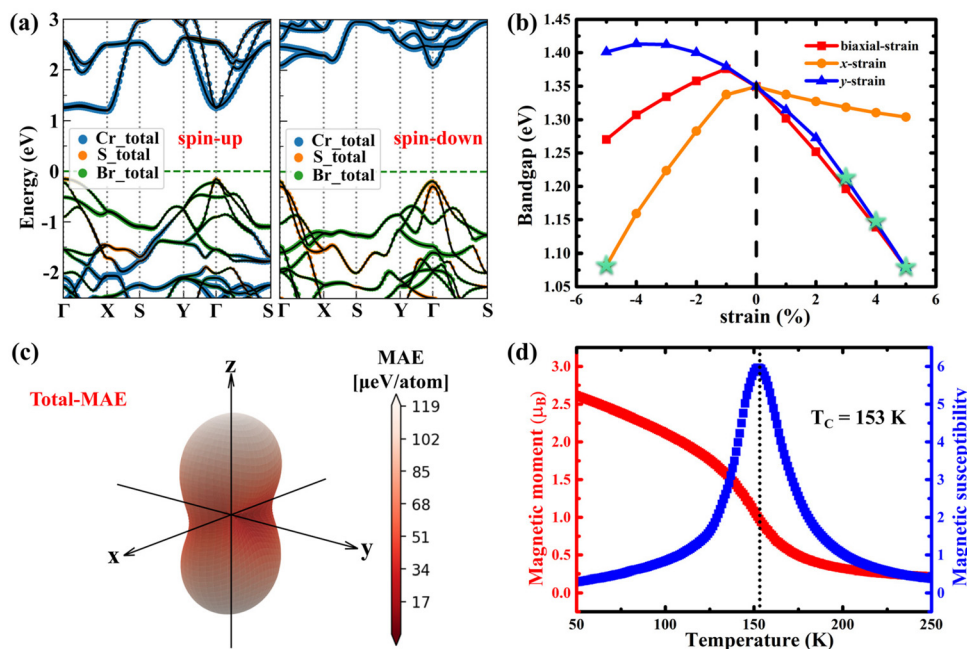 (a)
3
2
1
0
-1
-2
Energy (eV)
Cr_total
S_total
Br_total
spin-up
Γ X S Y Γ S
Cr_total
S_total
Br_total
spin-down
Γ X S Y Γ S
(b)
1.45
1.40
1.35
1.30
1.25
1.20
1.15
1.10
1.05
Bandgap (eV)
biaxial-strain
x-strain
y-strain
-6 -4 -2 0 2 4 6
strain (%)
(c)
Total-MAE
z
x
y
MAE
[μeV/atom]
119
102
85
68
51
34
17
(d)
3.0
2.5
2.0
1.5
1.0
0.5
0.0
Magnetic moment (μB)
TC = 153 K
6
5
4
3
2
1
0
Magnetic susceptibility
50 100 150 200 250
Temperature (K)